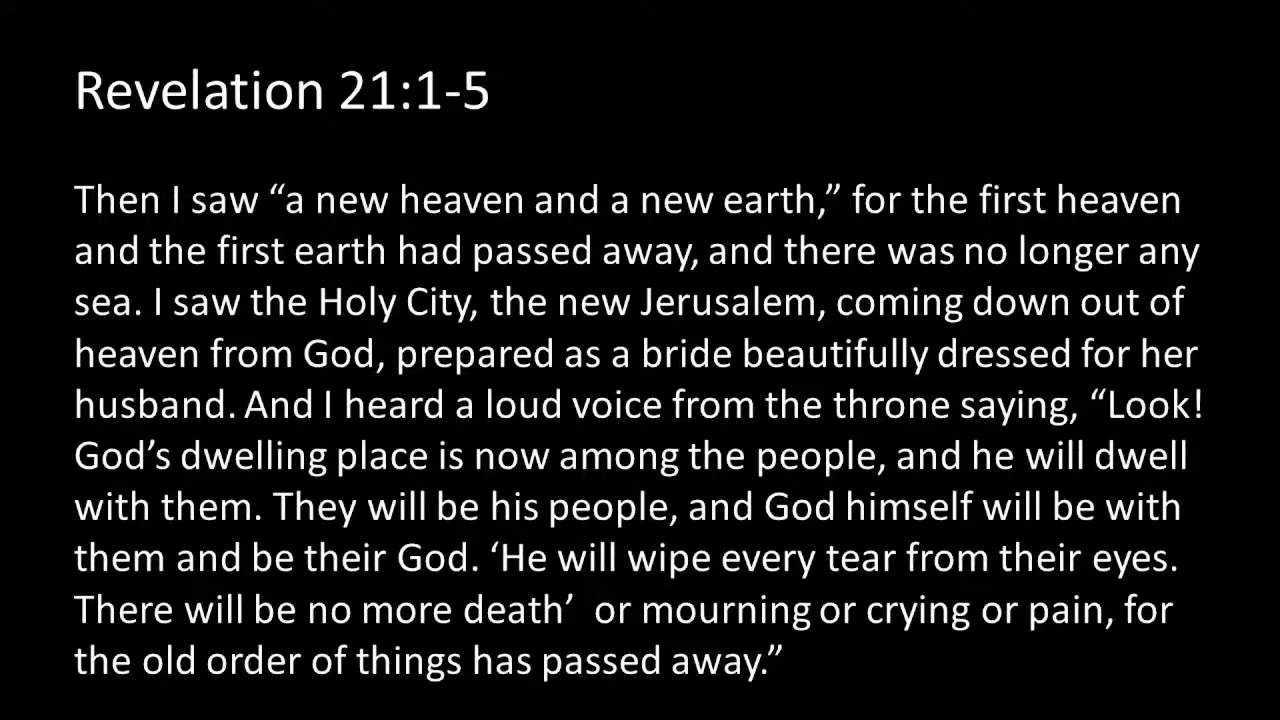 Revelation 21:1-5
Then I saw “a new heaven and a new earth,” for the first heaven
and the first earth had passed away, and there was no longer any
sea. I saw the Holy City, the new Jerusalem, coming down out of
heaven from God, prepared as a bride beautifully dressed for her
husband. And I heard a loud voice from the throne saying, “Look!
God’s dwelling place is now among the people, and he will dwell
with them. They will be his people, and God himself will be with
them and be their God. ‘He will wipe every tear from their eyes.
There will be no more death’  or mourning or crying or pain, for
the old order of things has passed away.”